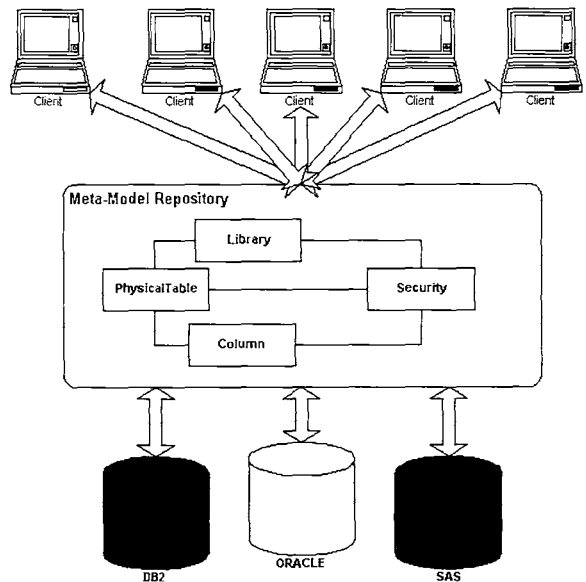 Client
Client
Client
Client
Client
Meta-Model Repository
Library
PhysicalTable
Security
Column
DB2
ORACLE
SAS